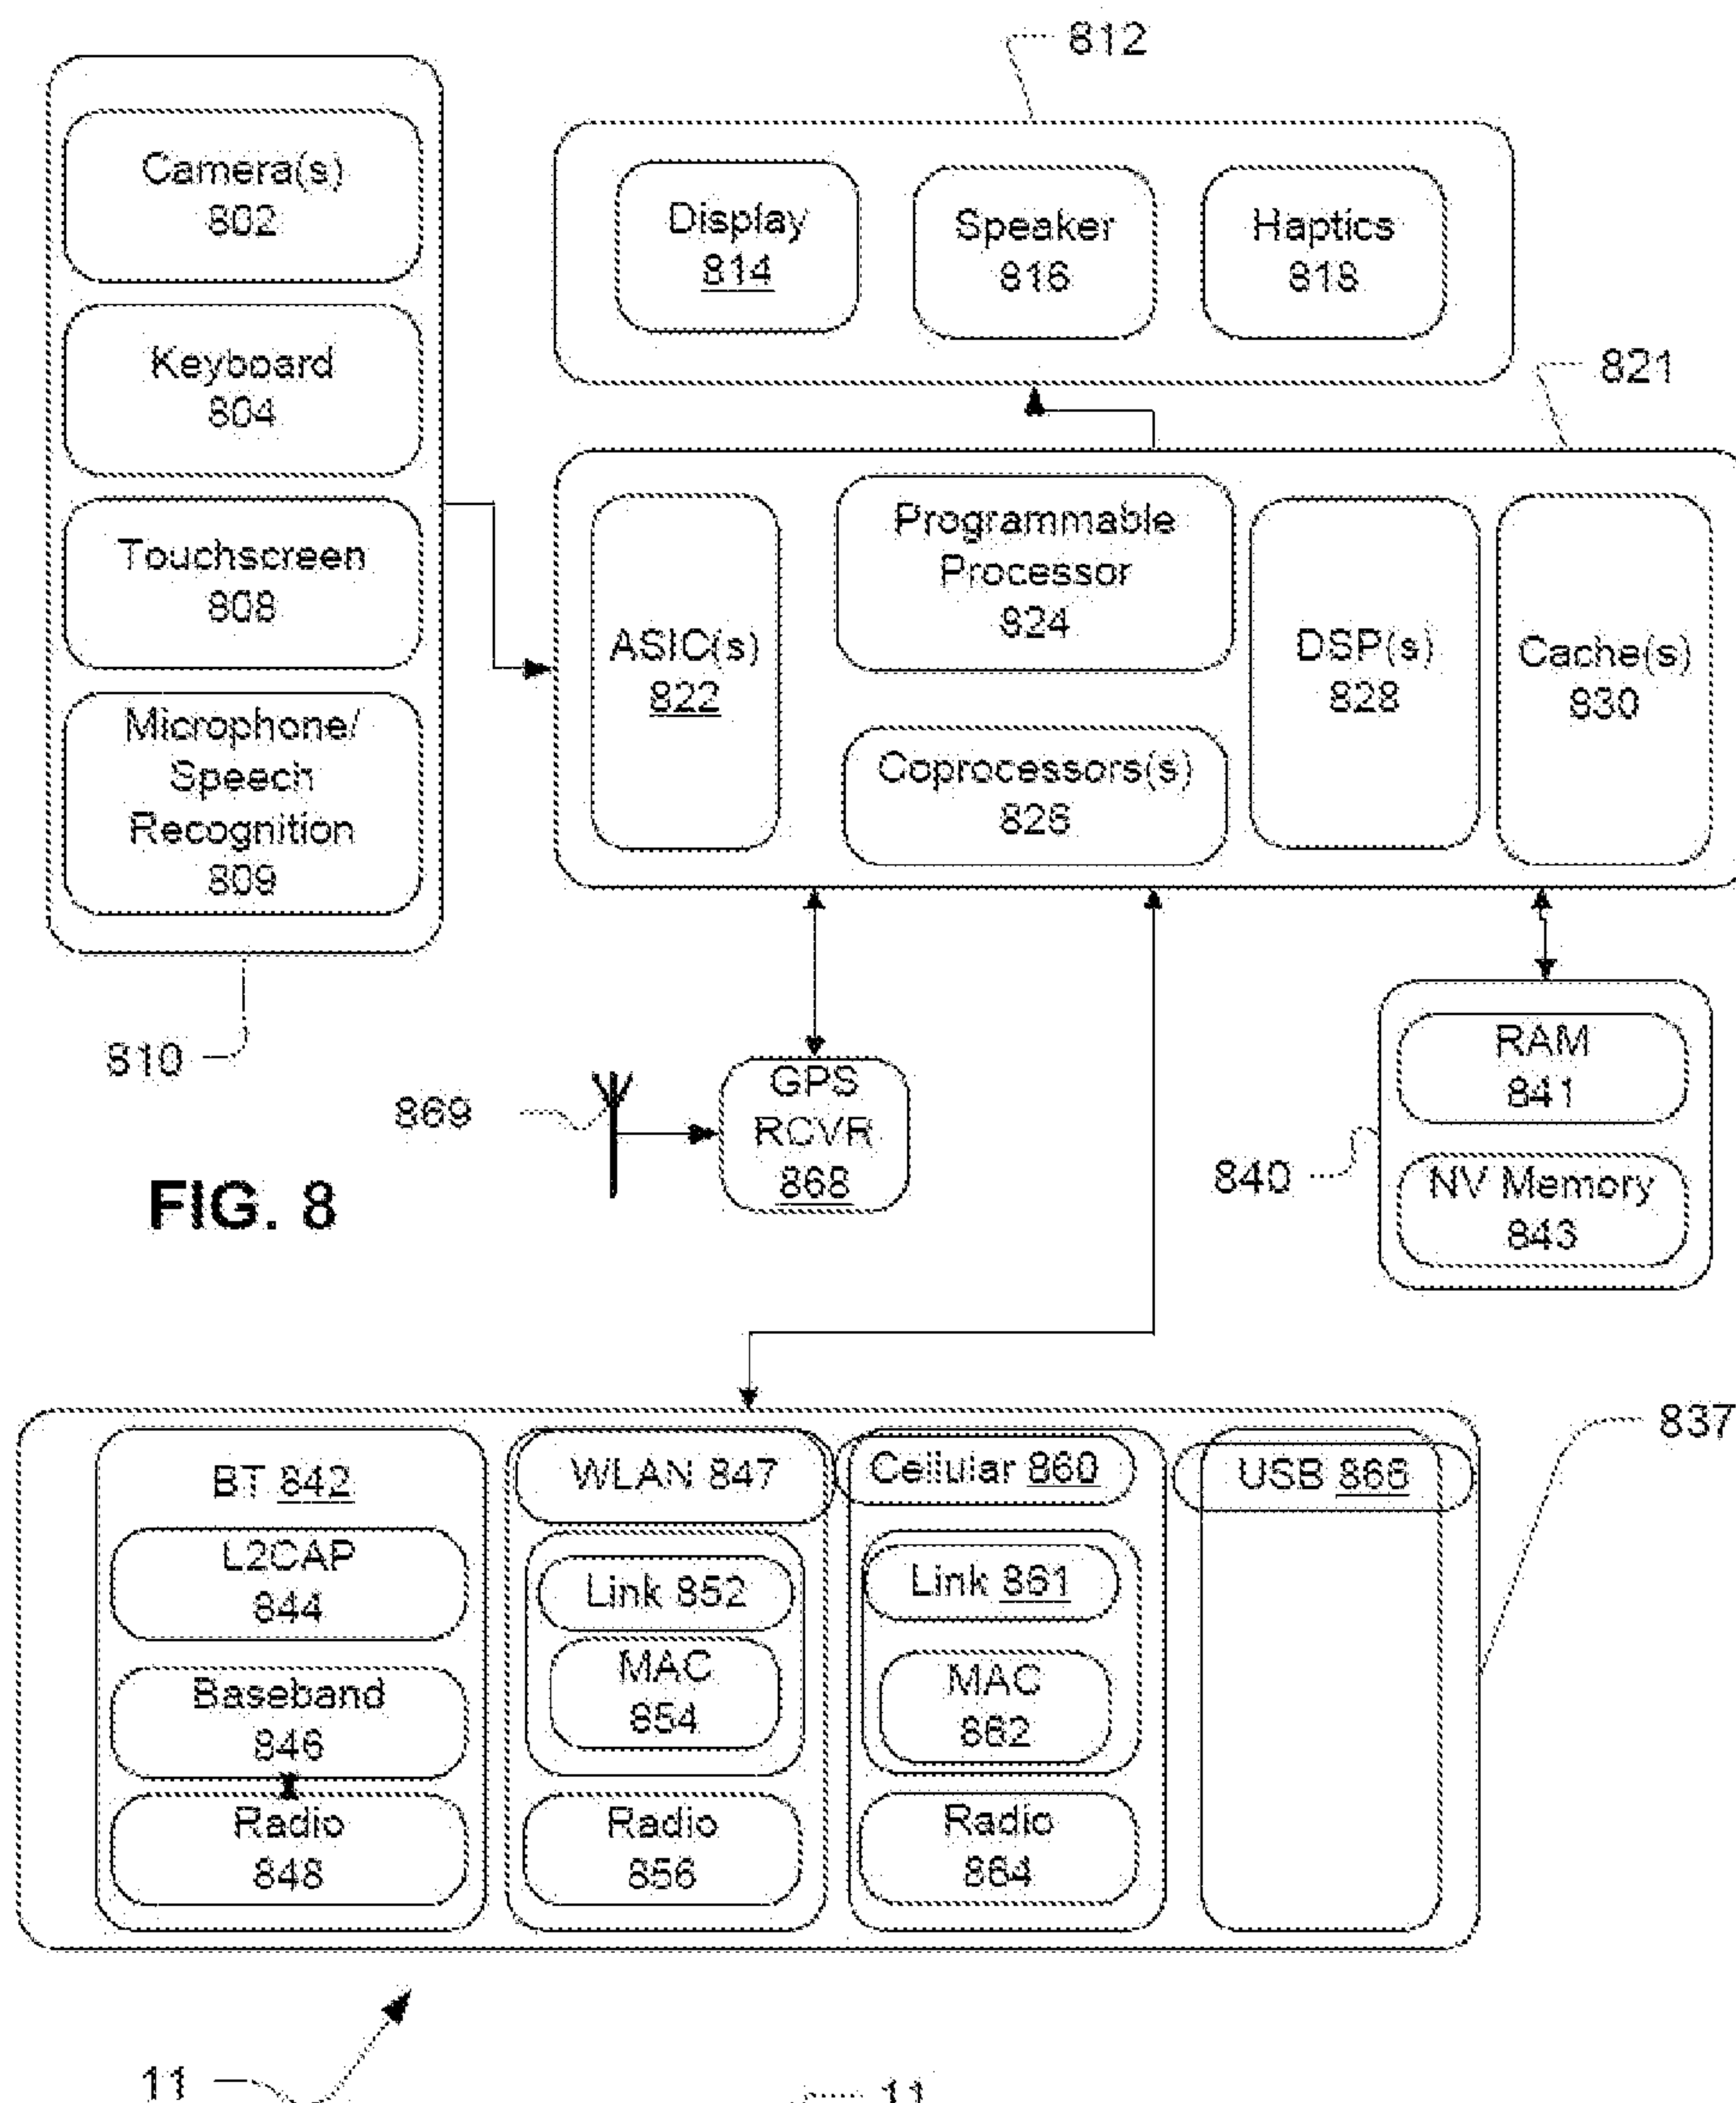 812
Camera(s)
802
Keyboard
804
Touchscreen
808
Microphone/
Speech
Recognition
809
810
Display
814
Speaker
816
Haptics
818
821
ASIC(s)
822
Programmable
Processor
824
Coprocessors(s)
826
DSP(s)
828
Cache(s)
830
869
GPS
RCVR
868
RAM
841
NV Memory
843
840
FIG. 8
837
BT 842
L2CAP
844
Baseband
846
Radio
848
WLAN 847
Link 852
MAC
854
Radio
856
Cellular 860
Link 861
MAC
862
Radio
864
USB 866
11
11